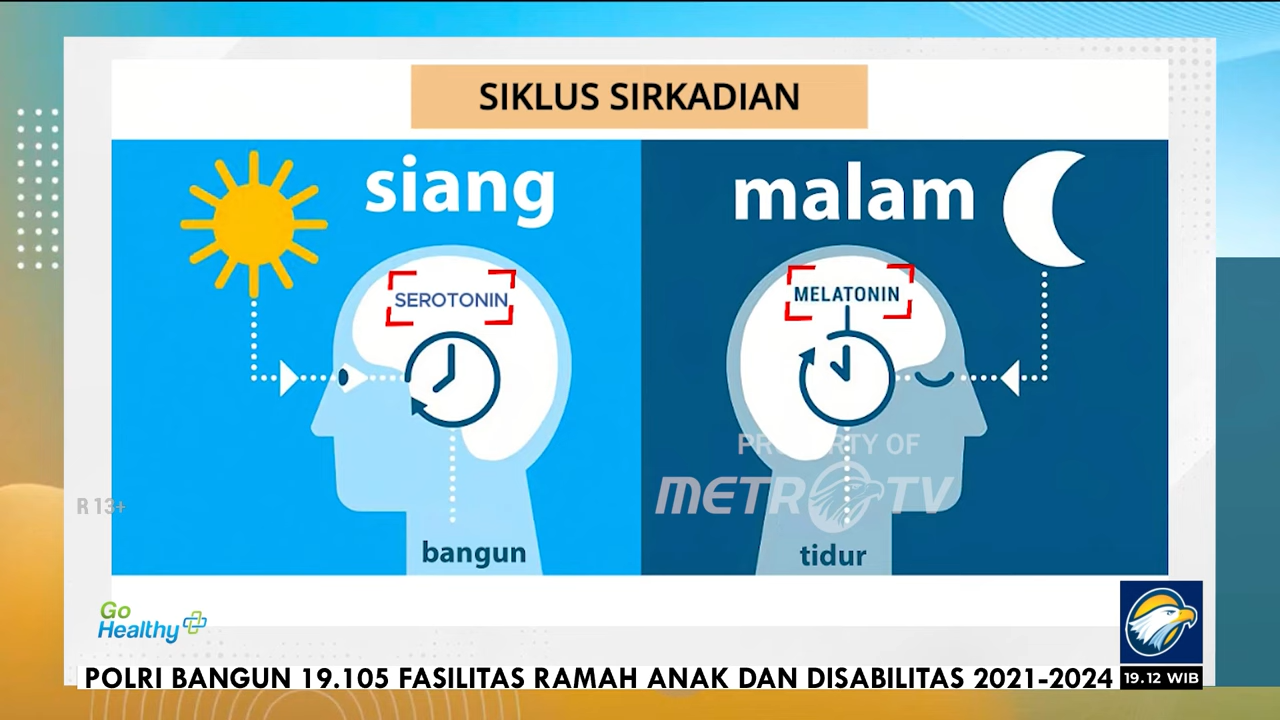 SIKLUS SIRKADIAN
siang
malam
SEROTONIN
MELATONIN
PROPERTY OF
METRO TV
R 13+
bangun
tidur
Go
Healthy
POLRI BANGUN 19.105 FASILITAS RAMAH ANAK DAN DISABILITAS 2021-2024
19.12 WIB